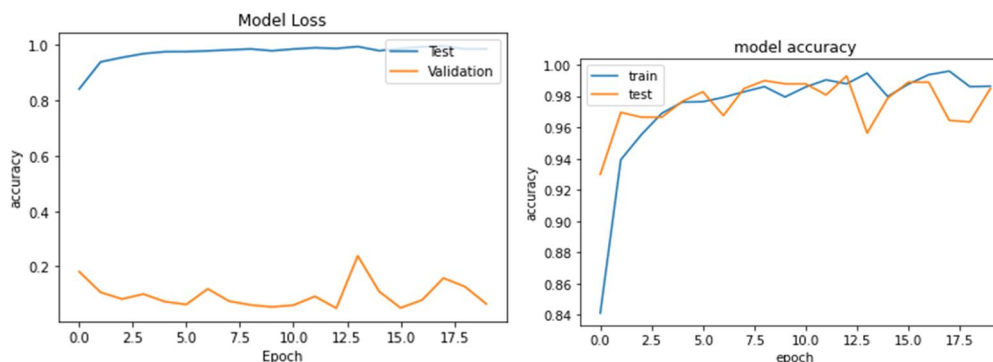 Model Loss
1.0
0.8
0.6
0.4
0.2
accuracy
Test
Validation
0.0 2.5 5.0 7.5 10.0 12.5 15.0 17.5
Epoch
model accuracy
1.00
0.98
0.96
0.94
0.92
0.90
0.88
0.86
0.84
accuracy
train
test
0.0 2.5 5.0 7.5 10.0 12.5 15.0 17.5
epoch